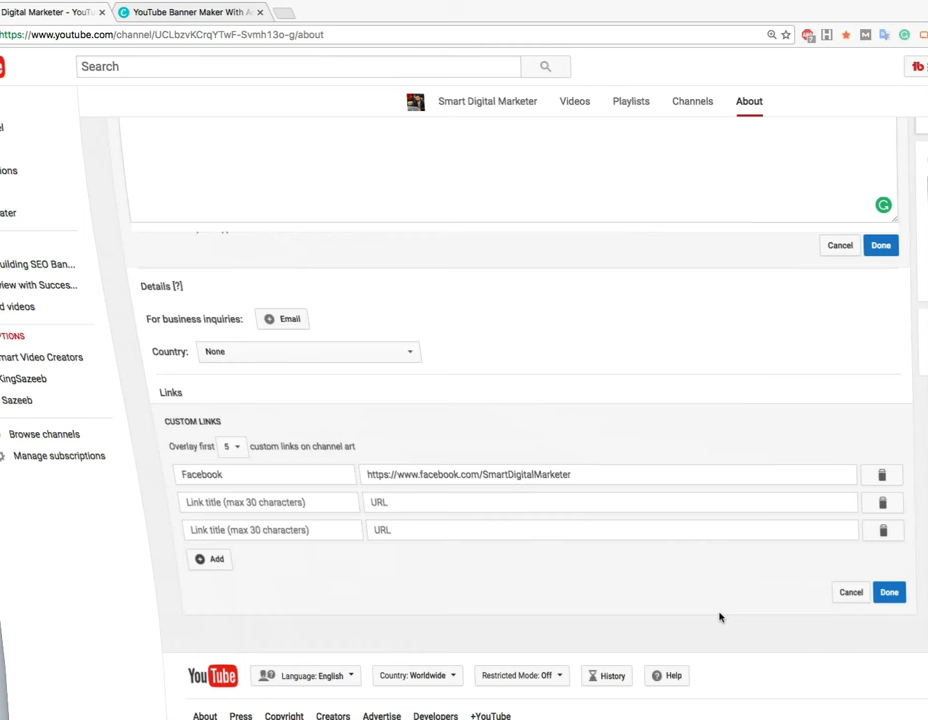 Digital Marketer - YouT
YouTube Banner Maker With A
https://www.youtube.com/channel/UCLbzvKCrqYTwF-Svmh13o-g/about
Search
Smart Digital Marketer
Videos
Playlists
Channels
About
ions
ater
Cancel
Done
uilding SEO Ban...
Details [?]
view with Succes...
d videos
For business inquiries:
Email
TIONS
Country:
None
mart Video Creators
KingSazeeb
Links
Sazeeb
CUSTOM LINKS
Browse channels
Overlay first
5
custom links on channel art
Manage subscriptions
Facebook
https://www.facebook.com/SmartDigitalMarketer
Link title (max 30 characters)
URL
Link title (max 30 characters)
URL
Add
Cancel
Done
YouTube
Language: English
Country: Worldwide
Restricted Mode: Off
History
Help
About
Press
Copyright
Creators
Advertise
Developers
+YouTube